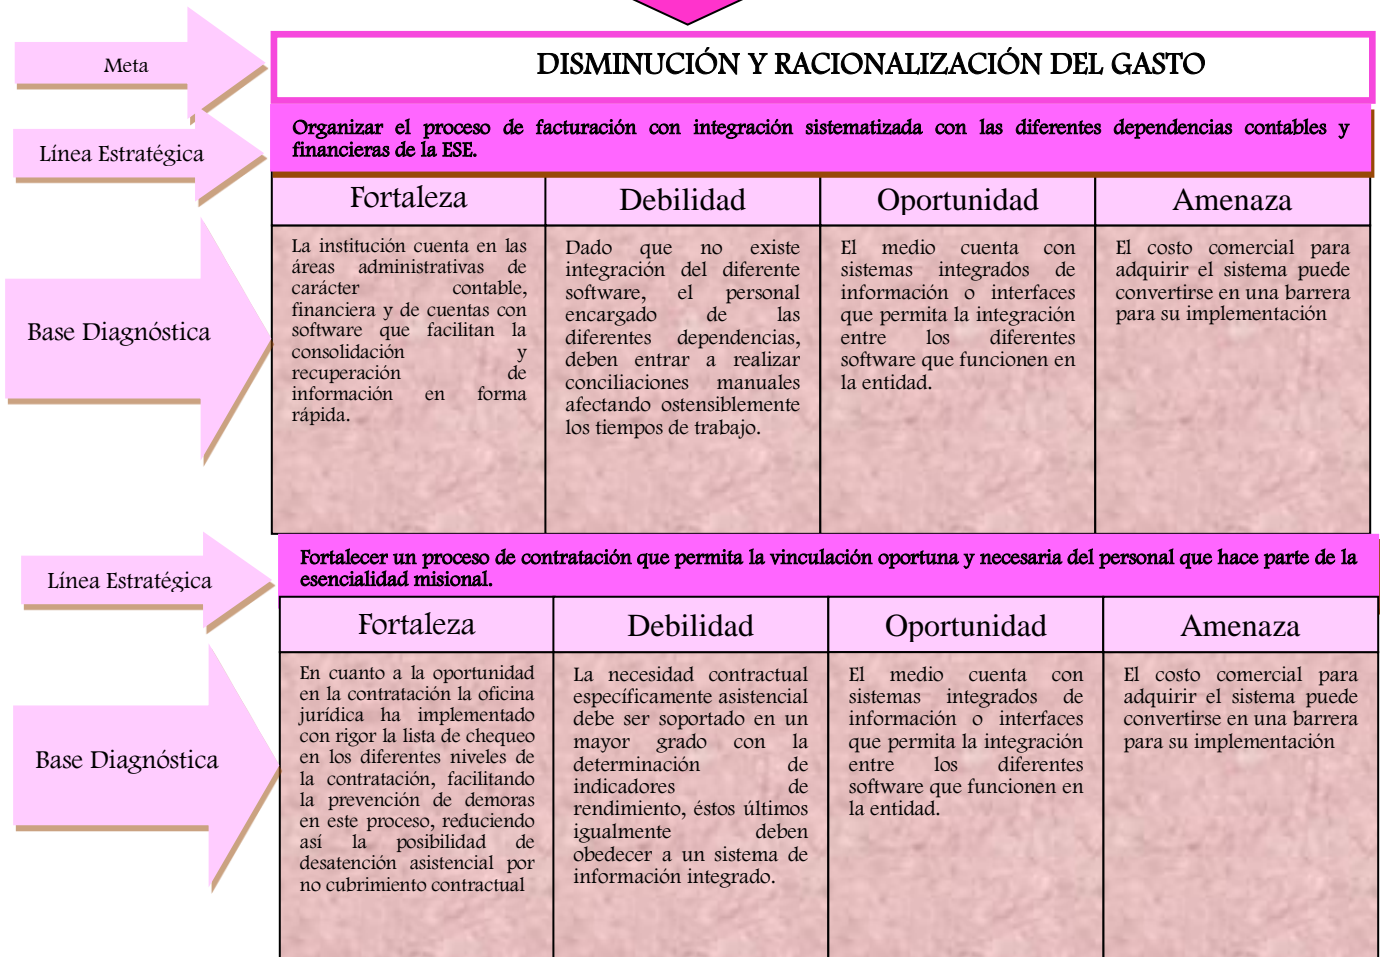 Meta
DISMINUCIÓN Y RACIONALIZACIÓN DEL GASTO
Línea Estratégica
Organizar el proceso de facturación con integración sistematizada con las diferentes dependencias contables y
financieras de la ESE.
Fortaleza
Debilidad
Oportunidad
Amenaza
Base Diagnóstica
La institución cuenta en las
áreas administrativas de
carácter contable,
financiera y de cuentas con
software que facilitan la
consolidación y
recuperación de
información en forma
rápida.
Dado que no existe
integración del diferente
software, el personal
encargado de las
diferentes dependencias,
deben entrar a realizar
conciliaciones manuales
afectando ostensiblemente
los tiempos de trabajo.
El medio cuenta con
sistemas integrados de
información o interfaces
que permita la integración
entre los diferentes
software que funcionen en
la entidad.
El costo comercial para
adquirir el sistema puede
convertirse en una barrera
para su implementación
Línea Estratégica
Fortalecer un proceso de contratación que permita la vinculación oportuna y necesaria del personal que hace parte de la
esencialidad misional.
Fortaleza
Debilidad
Oportunidad
Amenaza
Base Diagnóstica
En cuanto a la oportunidad
en la contratación la oficina
jurídica ha implementado
con rigor la lista de chequeo
en los diferentes niveles de
la contratación, facilitando
la prevención de demoras
en este proceso, reduciendo
así la posibilidad de
desatención asistencial por
no cubrimiento contractual
La necesidad contractual
específicamente asistencial
debe ser soportado en un
mayor grado con la
determinación de
indicadores de
rendimiento, éstos últimos
igualmente deben
obedecer a un sistema de
información integrado.
El medio cuenta con
sistemas integrados de
información o interfaces
que permita la integración
entre los diferentes
software que funcionen en
la entidad.
El costo comercial para
adquirir el sistema puede
convertirse en una barrera
para su implementación